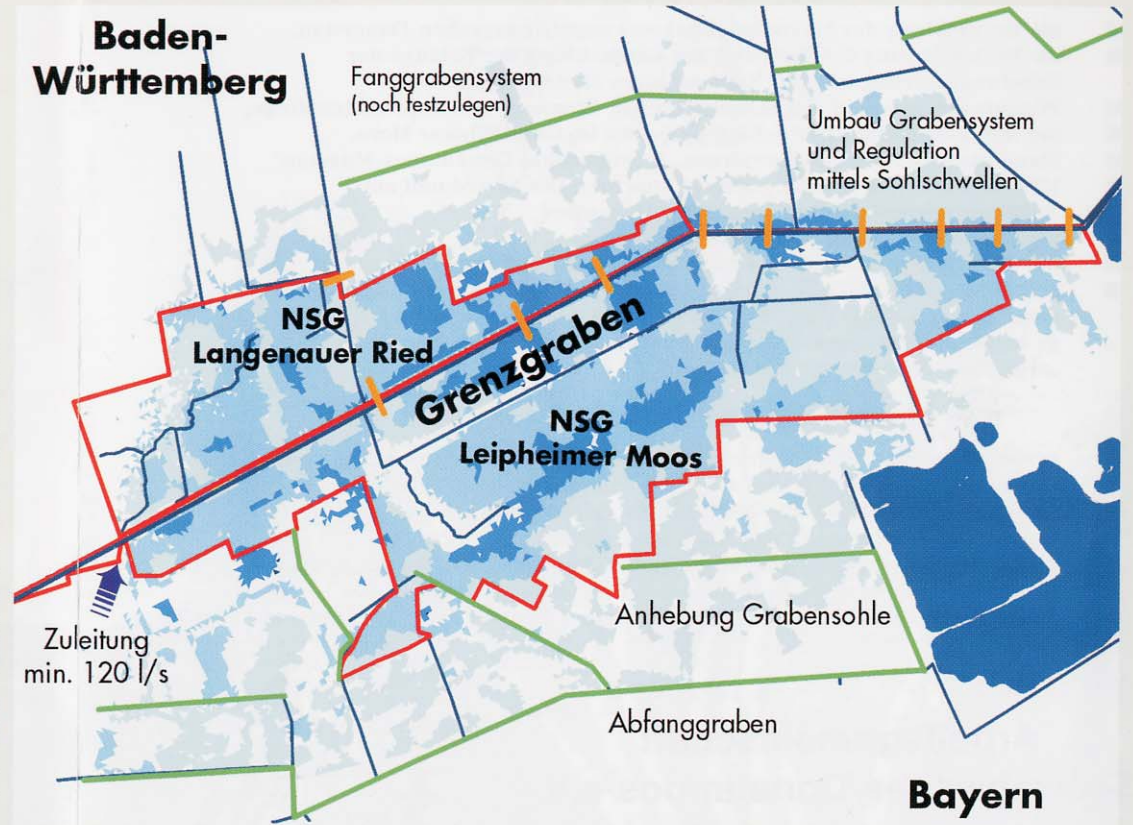 Baden-
Württemberg
Fanggrabensystem
(noch festzulegen)
Umbau Grabensystem
und Regulation
mittels Sohlschwellen
NSG
Langenauer Ried
Grenzgraben
NSG
Leipheimer Moos
Zuleitung
min. 120 l/s
Anhebung Grabensohle
Abfanggraben
Bayern